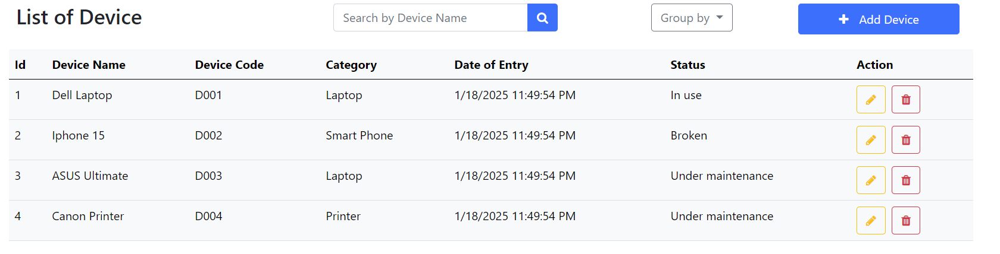 List of Device
Search by Device Name
Group by
Add Device
Id Device Name Device Code Category Date of Entry Status Action
1 Dell Laptop D001 Laptop 1/18/2025 11:49:54 PM In use
2 Iphone 15 D002 Smart Phone 1/18/2025 11:49:54 PM Broken
3 ASUS Ultimate D003 Laptop 1/18/2025 11:49:54 PM Under maintenance
4 Canon Printer D004 Printer 1/18/2025 11:49:54 PM Under maintenance